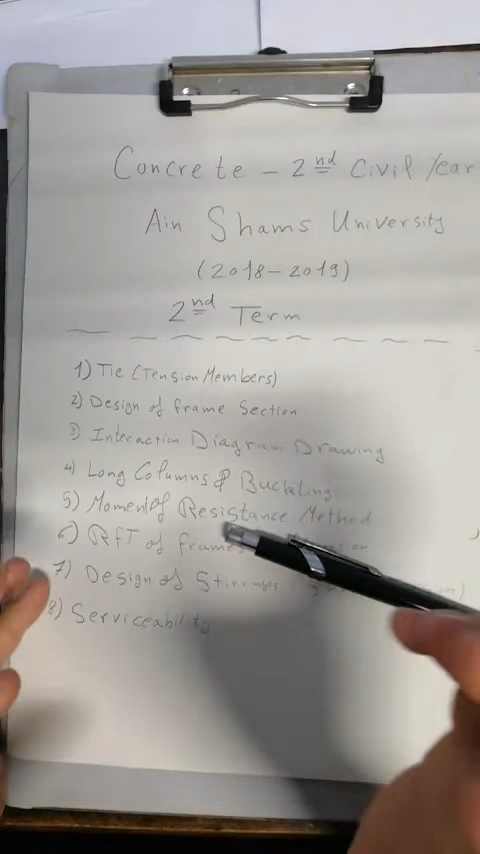 Concrete - 2nd Civil Year
Ain Shams University
(2018-2019)
2nd Term
1) Tie (Tension Members)
2) Design of frame Section
3) Interaction Diagram Drawing
4) Long Columns & Buckling
5) Moment of Resistance Method
6) RFT of frame
7) Design of Stirrups
8) Serviceability